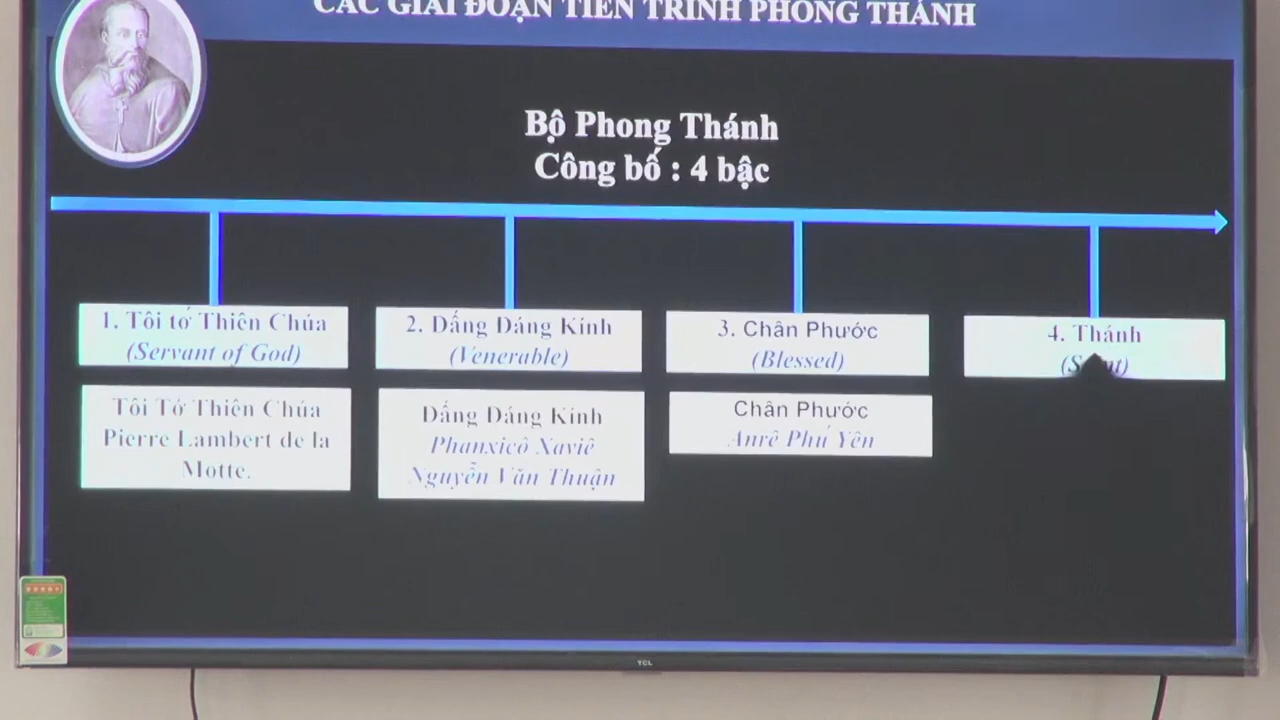 CÁC GIAI ĐOẠN TIẾN TRÌNH PHONG THÁNH
Bộ Phong Thánh
Công bố : 4 bậc
1. Tôi tớ Thiên Chúa
(Servant of God)
2. Đấng Đáng Kính
(Venerable)
3. Chân Phước
(Blessed)
4. Thánh
Tôi Tớ Thiên Chúa
Pierre Lambert de la
Motte.
Đấng Đáng Kính
Phanxicô Xaviê
Nguyễn Văn Thuận
Chân Phước
Anrê Phú Yên
TCL